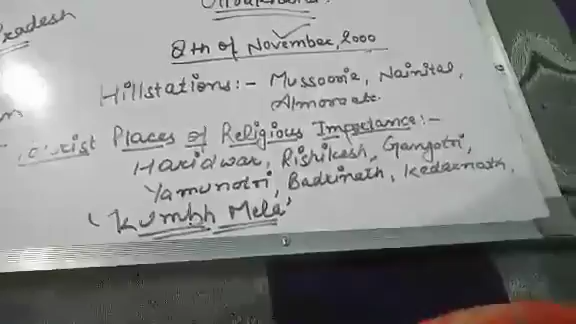 Pradesh
8th of November, 2000
Hillstations:- Mussoorie, Nainital,
Almora etc.
Tourist Places of Religious Importance:-
Haridwar, Rishikesh, Gangotri,
Yamunotri, Badrinath, Kedarnath,
'Kumbh Mela'